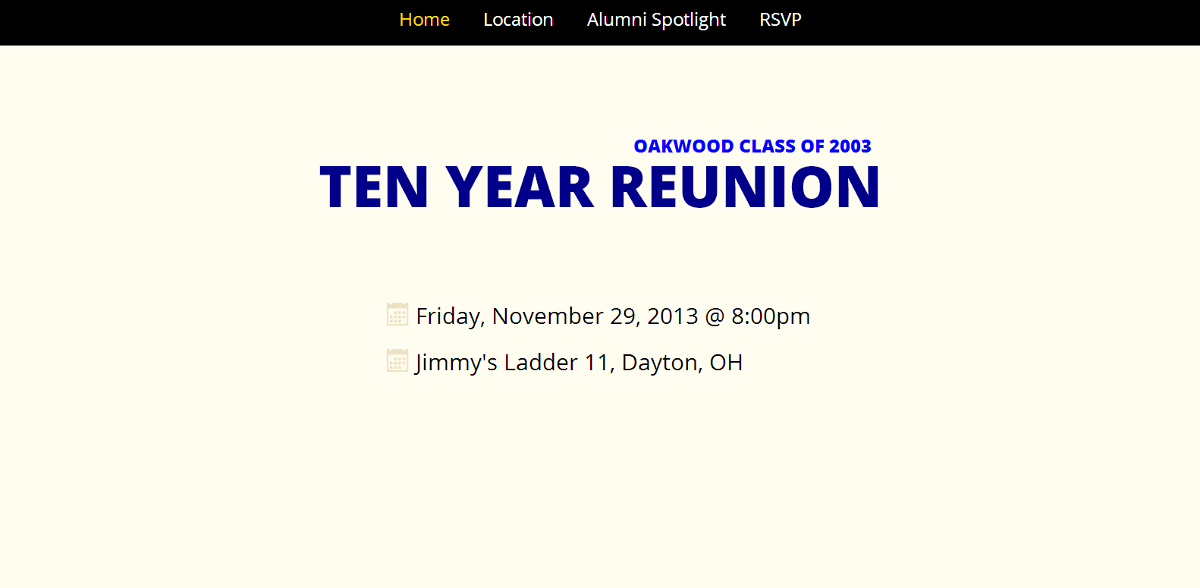 Home Location Alumni Spotlight RSVP
OAKWOOD CLASS OF 2003
TEN YEAR REUNION
Friday, November 29, 2013 @ 8:00pm
Jimmy's Ladder 11, Dayton, OH